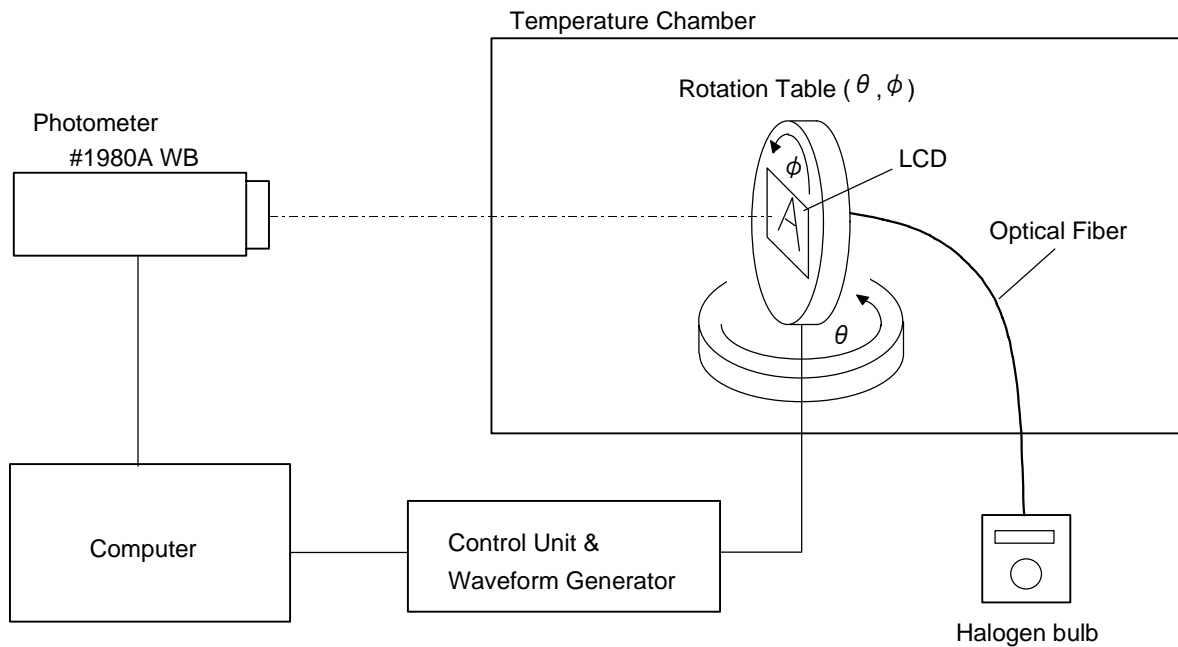 Temperature Chamber
Rotation Table ( θ , φ )
Photometer
#1980A WB
φ
LCD
A
Optical Fiber
θ
Computer
Control Unit &
Waveform Generator
Halogen bulb